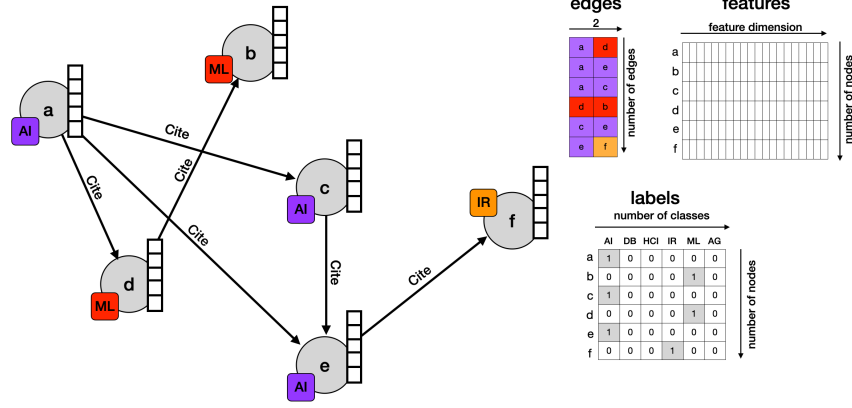 b
ML
a
AI
Cite
Cite
Cite
Cite
c
AI
d
ML
Cite
e
AI
Cite
IR
f
edges
2
a d
a e
a c
d b
c e
e f
number of edges
features
feature dimension
a
b
c
d
e
f
number of nodes
labels
number of classes
AI DB HCI IR ML AG
a 1 0 0 0 0 0
b 0 0 0 0 1 0
c 1 0 0 0 0 0
d 0 0 0 0 1 0
e 1 0 0 0 0 0
f 0 0 0 1 0 0
number of nodes